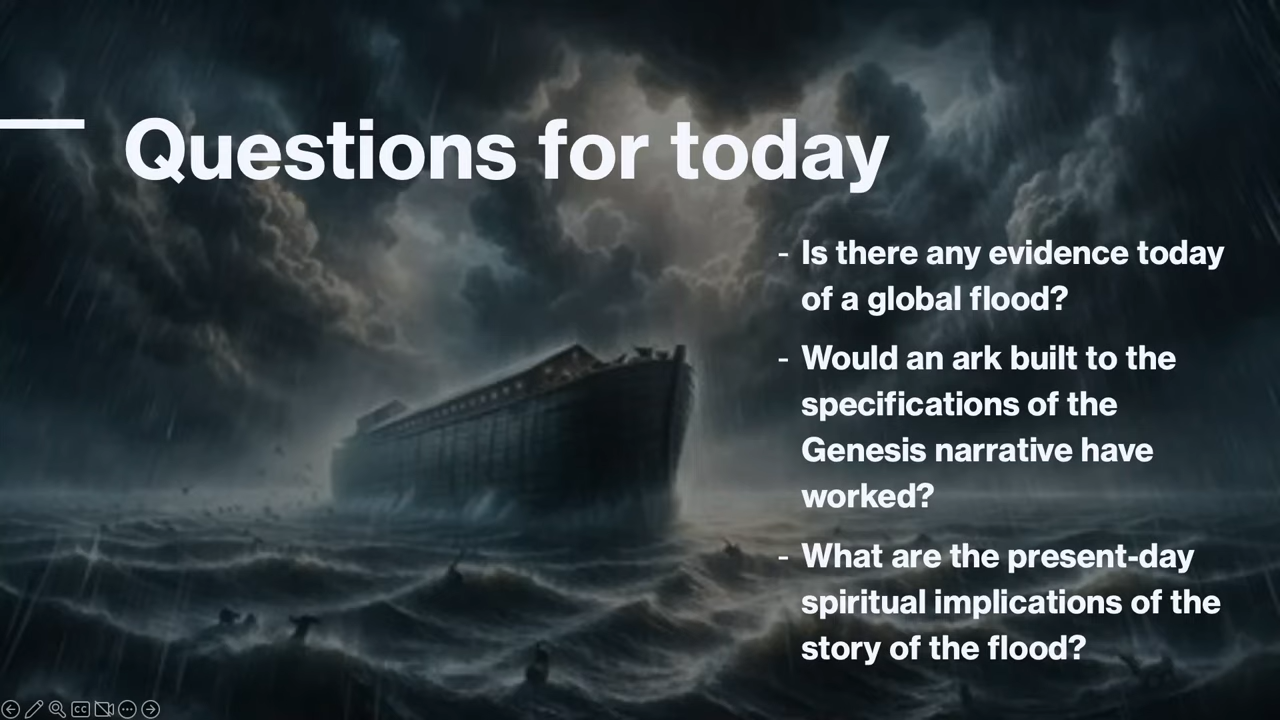 Questions for today
- Is there any evidence today
of a global flood?
- Would an ark built to the
specifications of the
Genesis narrative have
worked?
- What are the present-day
spiritual implications of the
story of the flood?
CC